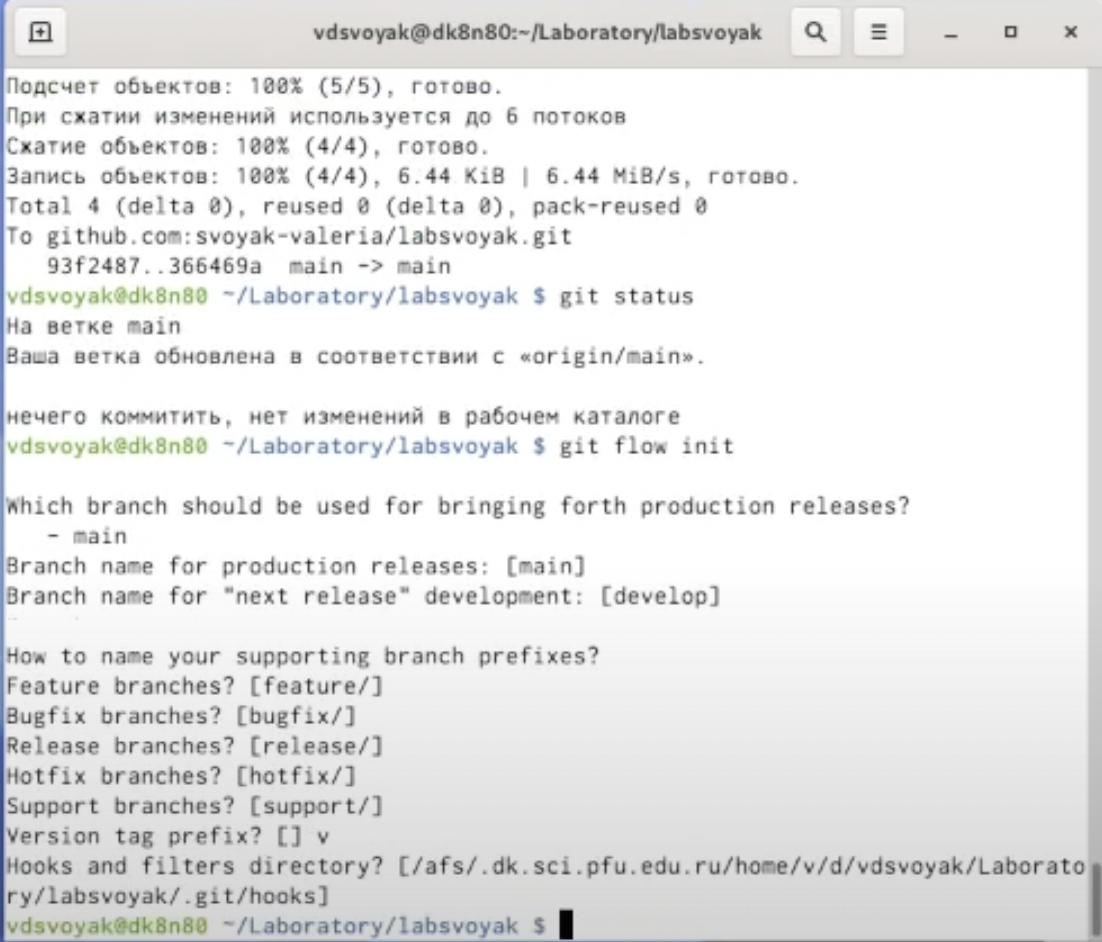 vdsvoyak@dk8n80:~/Laboratory/labsvoyak
Подсчет объектов: 100% (5/5), готово.
При сжатии изменений используется до 6 потоков
Сжатие объектов: 100% (4/4), готово.
Запись объектов: 100% (4/4), 6.44 KiB | 6.44 MiB/s, готово.
Total 4 (delta 0), reused 0 (delta 0), pack-reused 0
To github.com:svoyak-valeria/labsvoyak.git
   93f2487..366469a  main -> main
vdsvoyak@dk8n80 ~/Laboratory/labsvoyak $ git status
На ветке main
Ваша ветка обновлена в соответствии с «origin/main».
нечего коммитить, нет изменений в рабочем каталоге
vdsvoyak@dk8n80 ~/Laboratory/labsvoyak $ git flow init
Which branch should be used for bringing forth production releases?
   - main
Branch name for production releases: [main]
Branch name for "next release" development: [develop]
How to name your supporting branch prefixes?
Feature branches? [feature/]
Bugfix branches? [bugfix/]
Release branches? [release/]
Hotfix branches? [hotfix/]
Support branches? [support/]
Version tag prefix? [] v
Hooks and filters directory? [/afs/.dk.sci.pfu.edu.ru/home/v/d/vdsvoyak/Laborato
ry/labsvoyak/.git/hooks]
vdsvoyak@dk8n80 ~/Laboratory/labsvoyak $